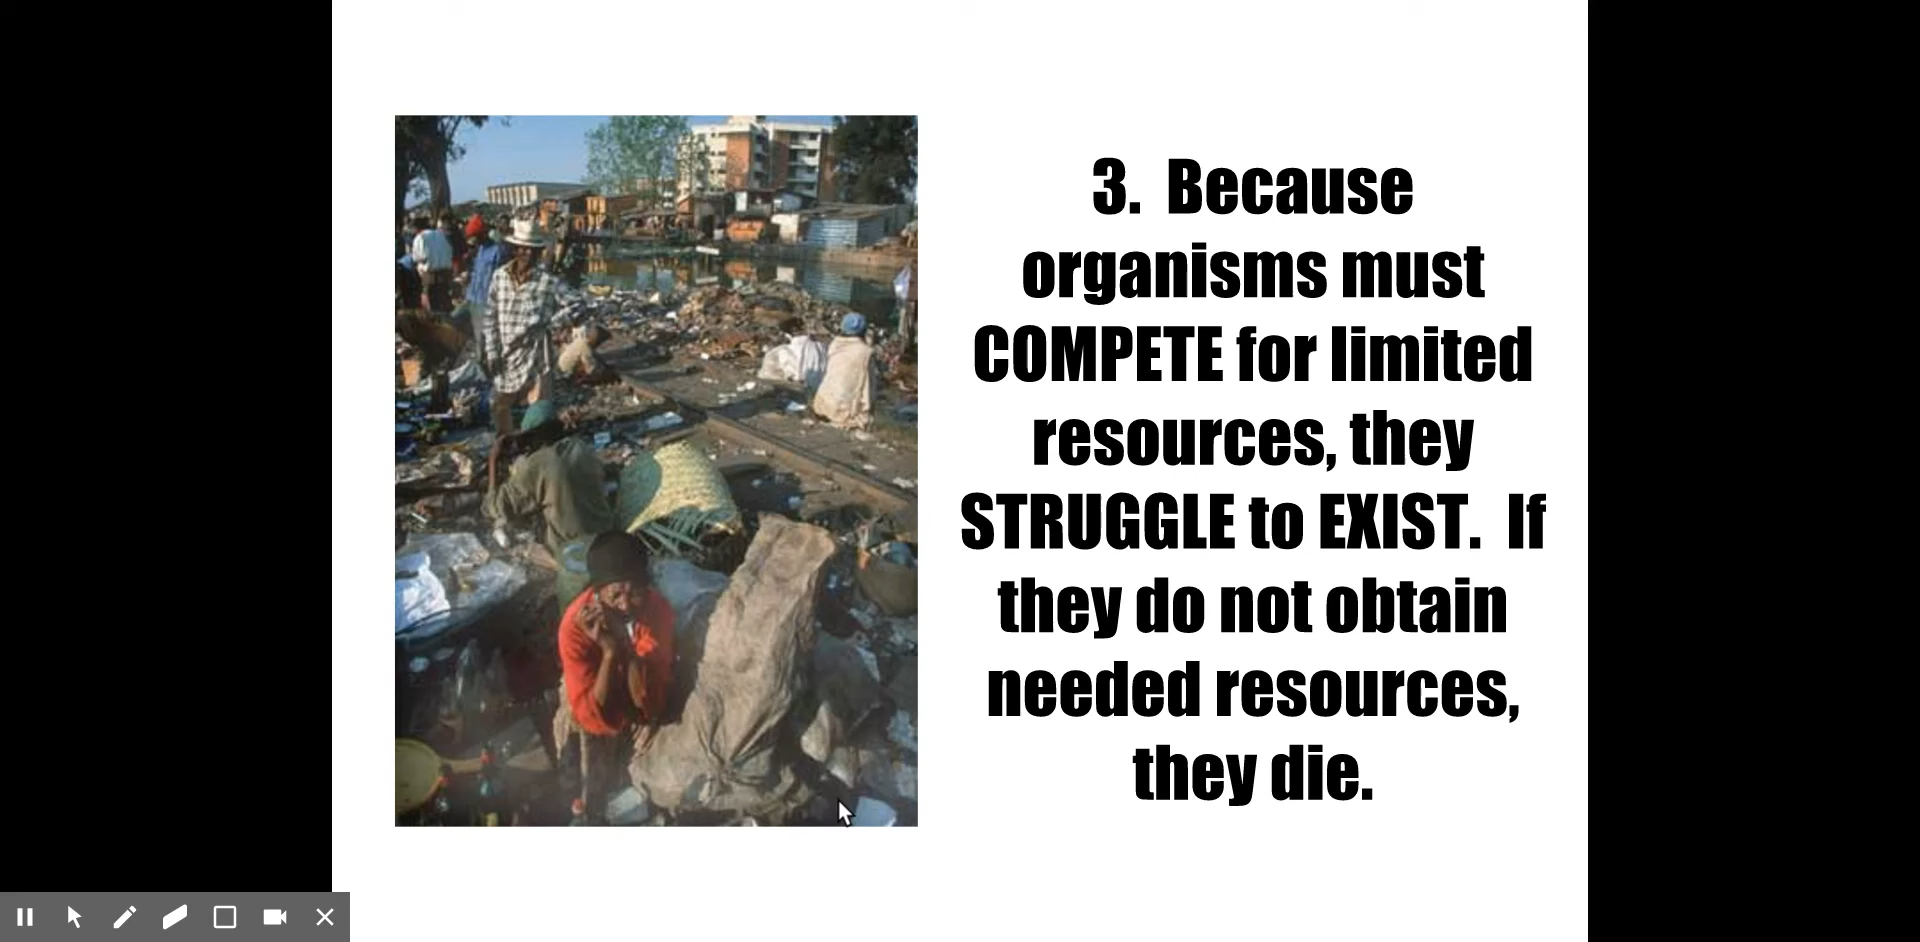 3.  Because
organisms must
COMPETE for limited
resources, they
STRUGGLE to EXIST.  If
they do not obtain
needed resources,
they die.